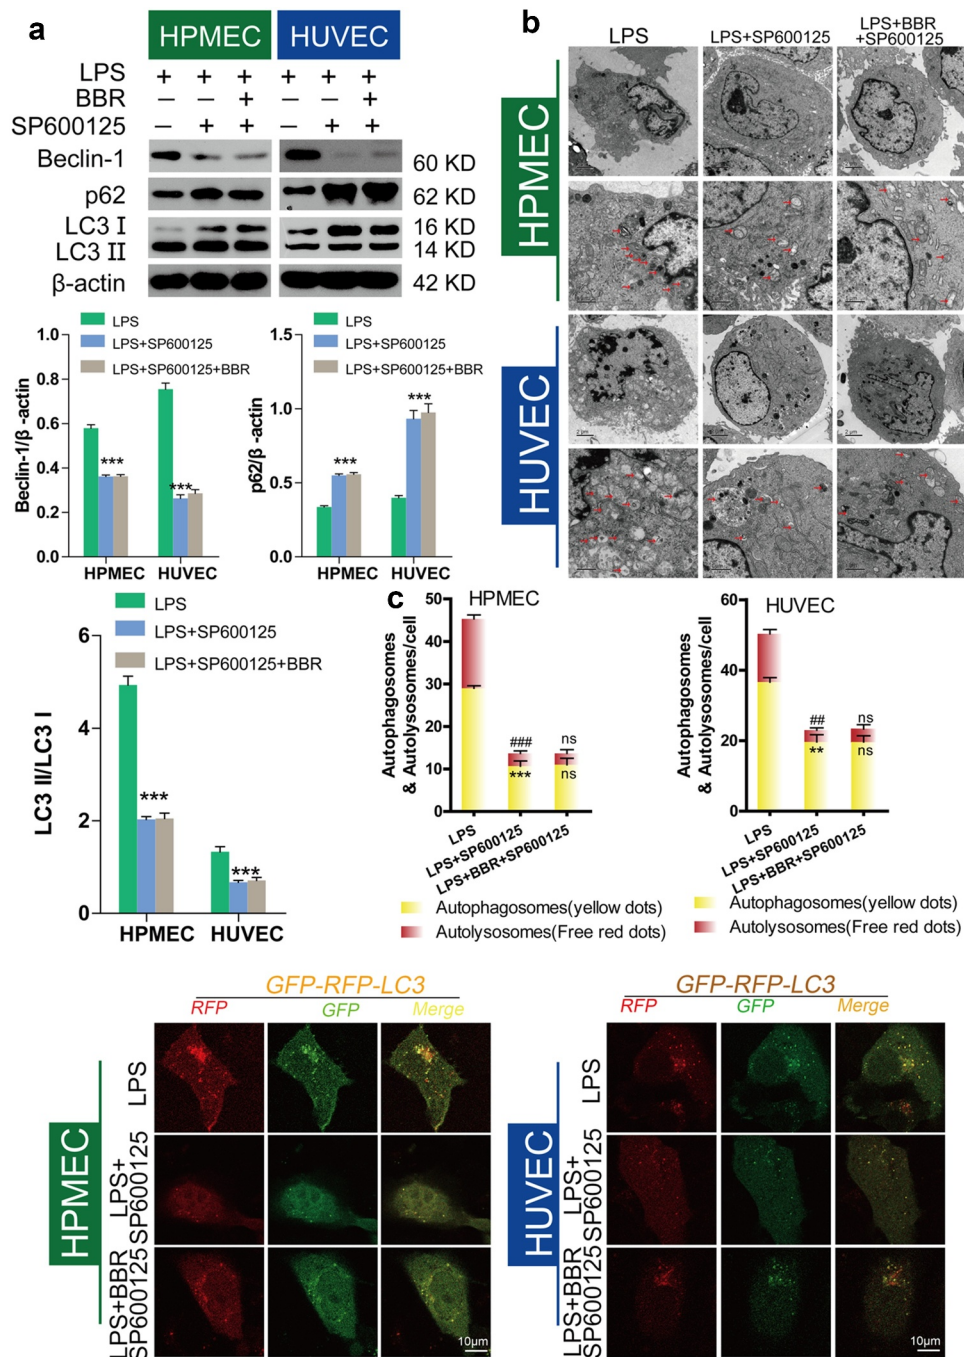 a
HPMEC HUVEC
LPS + + + + + +
BBR — — + — — +
SP600125 — + + — + +
Beclin-1 60 KD
p62 62 KD
LC3 I 16 KD
LC3 II 14 KD
β-actin 42 KD
LPS
LPS+SP600125
LPS+SP600125+BBR
Beclin-1/β -actin
0.8
0.6
0.4
0.2
0.0
***
***
HPMEC HUVEC
LPS
LPS+SP600125
LPS+SP600125+BBR
p62/β -actin
1.5
1.0
0.5
0.0
***
***
HPMEC HUVEC
LPS
LPS+SP600125
LPS+SP600125+BBR
LC3 II/LC3 I
6
4
2
0
***
***
HPMEC HUVEC
b
LPS LPS+SP600125 LPS+BBR
+SP600125
HPMEC
HUVEC
2 μm
2 μm
2 μm
c
HPMEC
Autophagosomes
& Autolysosomes/cell
50
40
30
20
10
0
###
***
ns
ns
LPS
LPS+SP600125
LPS+BBR+SP600125
Autophagosomes(yellow dots)
Autolysosomes(Free red dots)
HUVEC
Autophagosomes
& Autolysosomes/cell
60
40
20
0
##
**
ns
ns
LPS
LPS+SP600125
LPS+BBR+SP600125
Autophagosomes(yellow dots)
Autolysosomes(Free red dots)
GFP-RFP-LC3
RFP GFP Merge
HPMEC
LPS
LPS+
SP600125
LPS+BBR
SP600125
10μm
GFP-RFP-LC3
RFP GFP Merge
HUVEC
LPS
LPS+
SP600125
LPS+BBR
SP600125
10μm